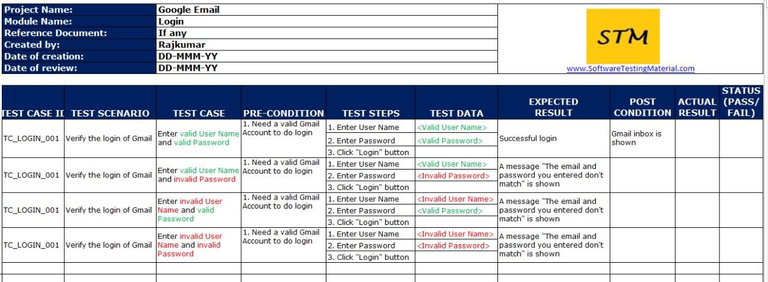 Project Name: Google Email
Module Name: Login
Reference Document: If any
Created by: Rajkumar
Date of creation: DD-MMM-YY
Date of review: DD-MMM-YY
STM
www.SoftwareTestingMaterial.com
TEST CASE ID TEST SCENARIO TEST CASE PRE-CONDITION TEST STEPS TEST DATA EXPECTED RESULT POST CONDITION ACTUAL RESULT STATUS (PASS/ FAIL)
TC_LOGIN_001 Verify the login of Gmail
Enter valid User Name
and valid Password
1. Need a valid Gmail
Account to do login
1. Enter User Name <Valid User Name>
2. Enter Password <Valid Password>
3. Click "Login" button
Successful login
Gmail inbox is
shown
TC_LOGIN_001 Verify the login of Gmail
Enter valid User Name
and invalid Password
1. Need a valid Gmail
Account to do login
1. Enter User Name <Valid User Name>
2. Enter Password <Invalid Password>
3. Click "Login" button
A message "The email and
password you entered don't
match" is shown
TC_LOGIN_001 Verify the login of Gmail
Enter invalid User
Name and valid
Password
1. Need a valid Gmail
Account to do login
1. Enter User Name <Invalid User Name>
2. Enter Password <Valid Password>
3. Click "Login" button
A message "The email and
password you entered don't
match" is shown
TC_LOGIN_001 Verify the login of Gmail
Enter invalid User
Name and invalid
Password
1. Need a valid Gmail
Account to do login
1. Enter User Name <Invalid User Name>
2. Enter Password <Invalid Password>
3. Click "Login" button
A message "The email and
password you entered don't
match" is shown